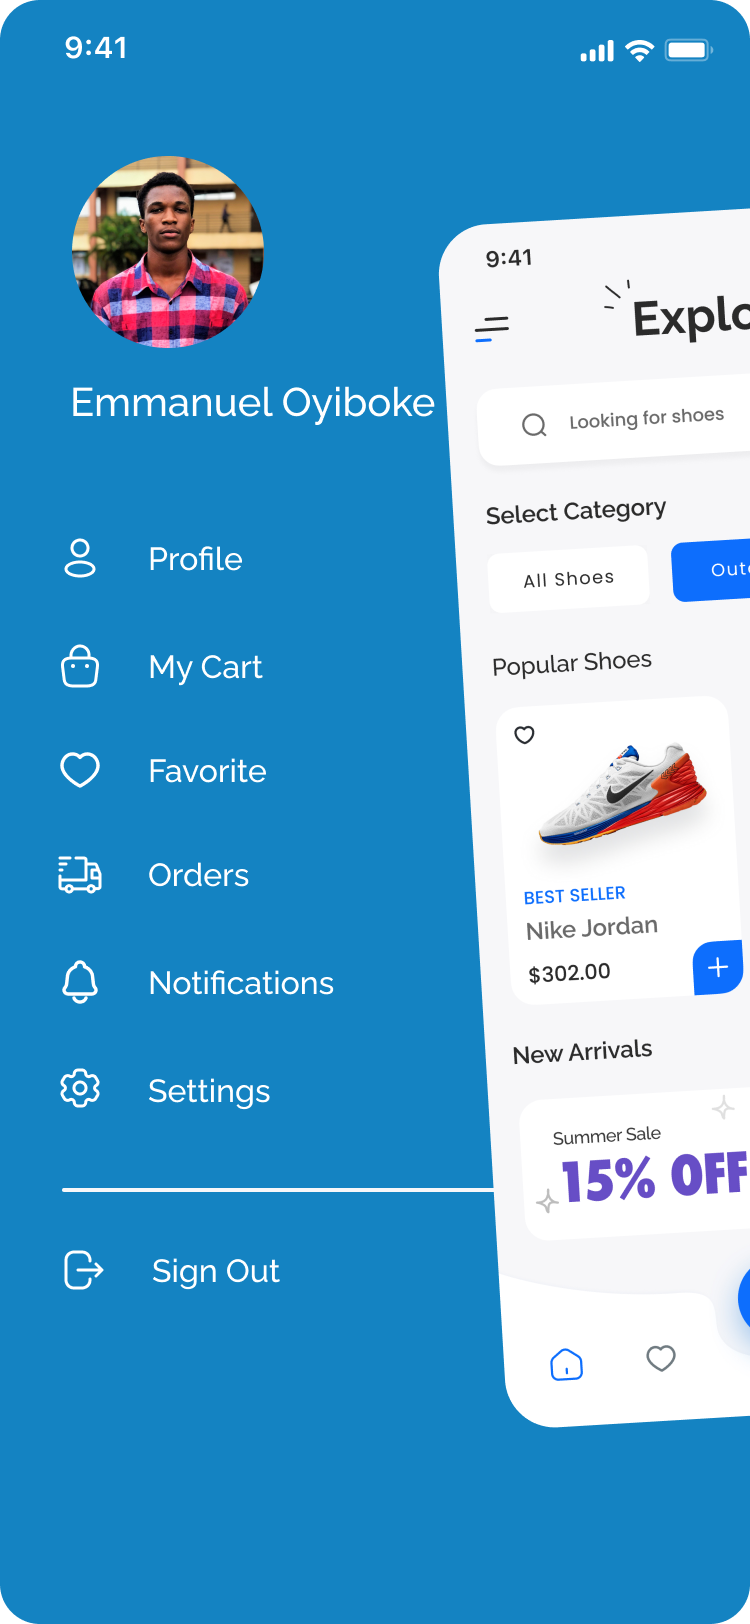 9:41
Emmanuel Oyiboke
Profile
My Cart
Favorite
Orders
Notifications
Settings
Sign Out
9:41
Explo
Looking for shoes
Select Category
All Shoes
Out
Popular Shoes
BEST SELLER
Nike Jordan
$302.00
New Arrivals
Summer Sale
15% OFF